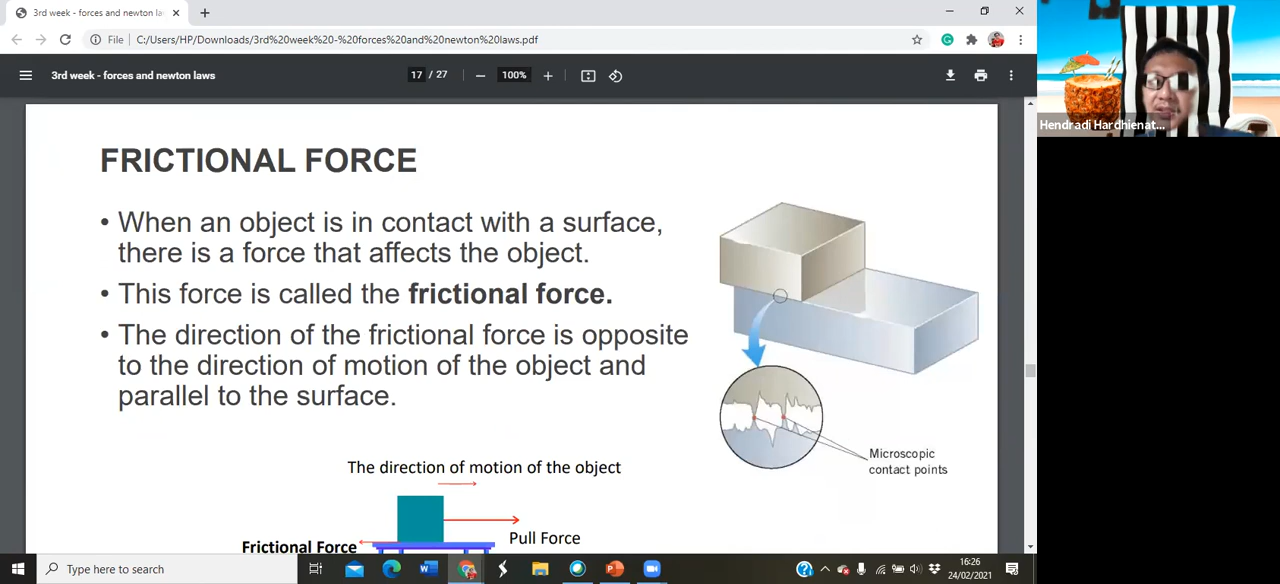 3rd week - forces and newton la
File
C:/Users/HP/Downloads/3rd%20week%20-%20forces%20and%20newton%20laws.pdf
3rd week - forces and newton laws
17 / 27
100%
Hendradi Hardhienat...
FRICTIONAL FORCE
• When an object is in contact with a surface,
there is a force that affects the object.
• This force is called the frictional force.
• The direction of the frictional force is opposite
to the direction of motion of the object and
parallel to the surface.
Microscopic
contact points
The direction of motion of the object
Pull Force
Frictional Force
Type here to search
16:26
24/02/2021